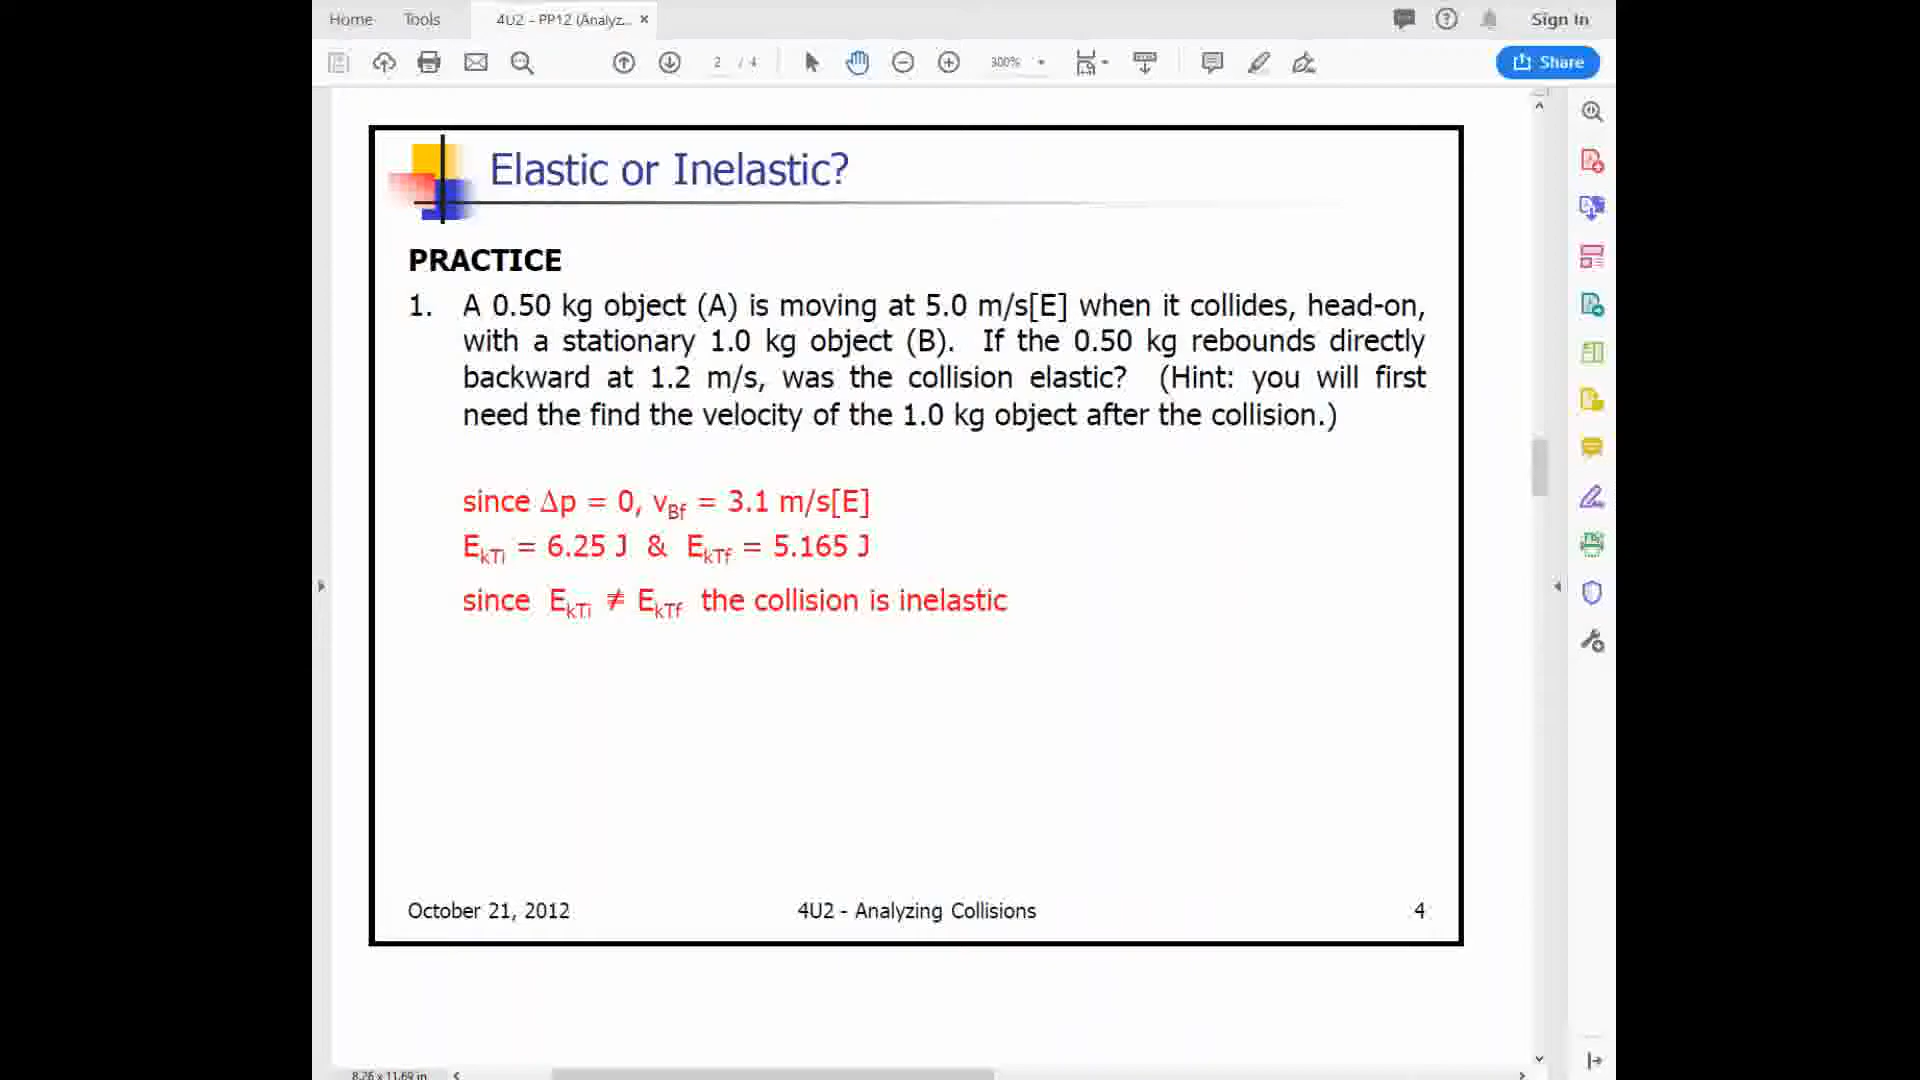 Home Tools 4U2 - PP12 (Analyz... ×
Sign In
2 / 4 300% Share
Elastic or Inelastic?
PRACTICE
1. A 0.50 kg object (A) is moving at 5.0 m/s[E] when it collides, head-on,
with a stationary 1.0 kg object (B). If the 0.50 kg rebounds directly
backward at 1.2 m/s, was the collision elastic? (Hint: you will first
need the find the velocity of the 1.0 kg object after the collision.)
since Δp = 0, vBf = 3.1 m/s[E]
EkTi = 6.25 J & EkTf = 5.165 J
since EkTi ≠ EkTf the collision is inelastic
October 21, 2012 4U2 - Analyzing Collisions 4
8.26 x 11.69 in